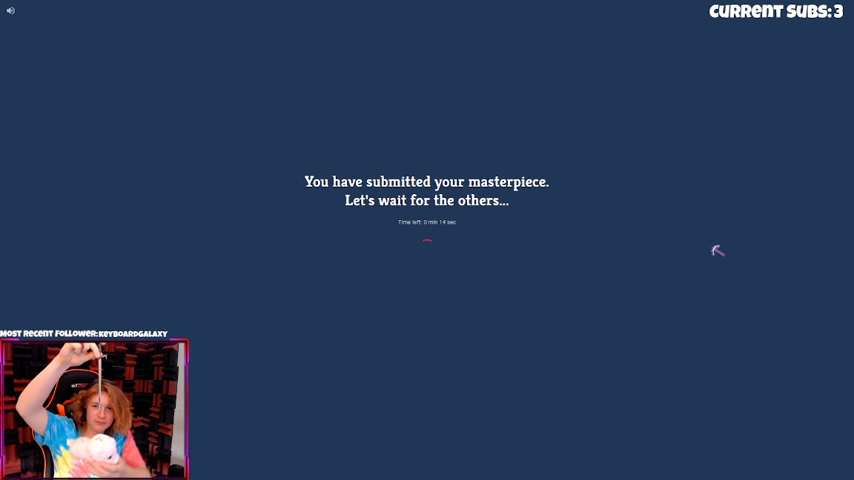 CURRENT SUBS: 3
You have submitted your masterpiece.
Let's wait for the others...
Time left: 0 min 14 sec
MOST RECENT FOLLOWER:KEYBOARDGALAXY